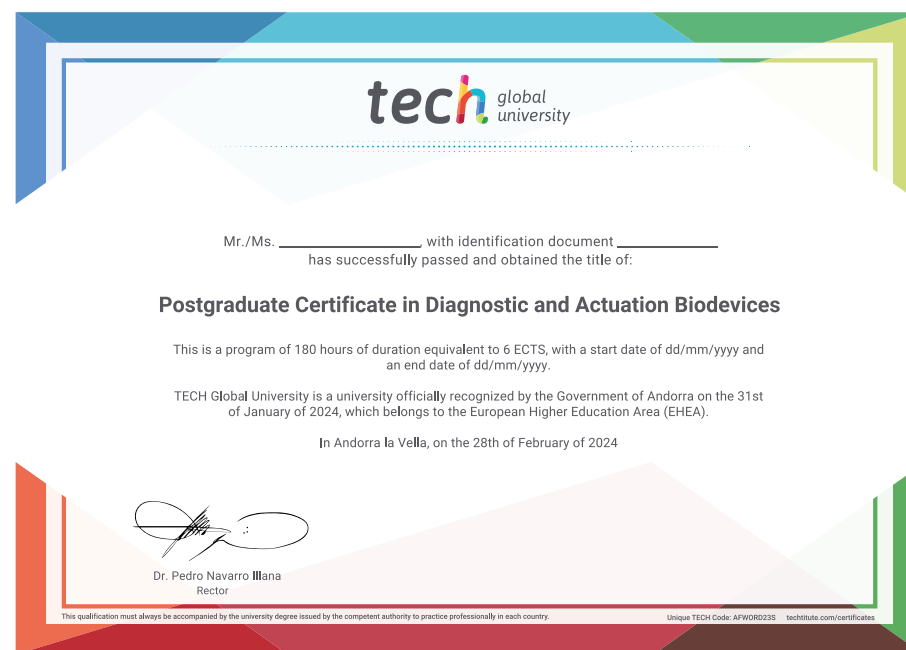 tech global university
Mr./Ms. ____________, with identification document ____________
has successfully passed and obtained the title of:
Postgraduate Certificate in Diagnostic and Actuation Biodevices
This is a program of 180 hours of duration equivalent to 6 ECTS, with a start date of dd/mm/yyyy and
an end date of dd/mm/yyyy.
TECH Global University is a university officially recognized by the Government of Andorra on the 31st
of January of 2024, which belongs to the European Higher Education Area (EHEA).
In Andorra la Vella, on the 28th of February of 2024
Dr. Pedro Navarro Illana
Rector
This qualification must always be accompanied by the university degree issued by the competent authority to practice professionally in each country.
Unique TECH Code: AFWORD23S techtitute.com/certificates